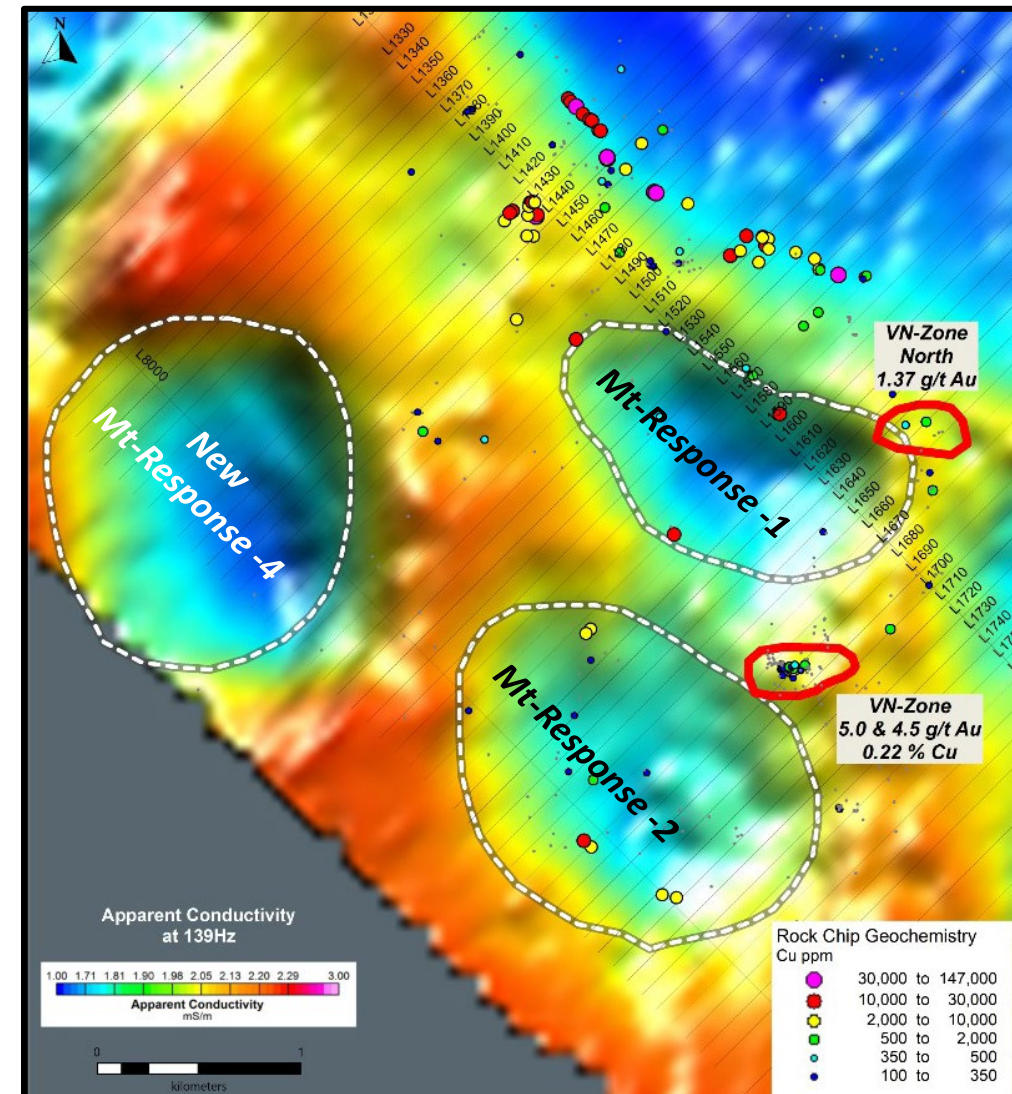 N
L1330
L1340
L1350
L1360
L1370
L1380
L1390
L1400
L1410
L1420
L1430
L1440
L1450
L1460
L1470
L1480
L1490
L1500
L1510
L1520
L1530
L1540
L1550
L1560
L1580
L1600
L1610
L1620
L1630
L1640
L1650
L1660
L1670
L1680
L1690
L1700
L1710
L1720
L1730
L1740
VN-Zone
North
1.37 g/t Au
L8000
New
Mt-Response -4
Mt-Response -1
Mt-Response -2
VN-Zone
5.0 & 4.5 g/t Au
0.22 % Cu
Apparent Conductivity
at 139Hz
1.00 1.71 1.81 1.90 1.98 2.05 2.13 2.20 2.29 3.00
Apparent Conductivity
mS/m
0 1
kilometers
Rock Chip Geochemistry
Cu ppm
30,000 to 147,000
10,000 to 30,000
2,000 to 10,000
500 to 2,000
350 to 500
100 to 350